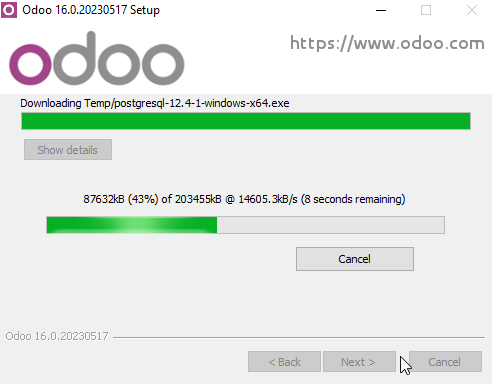 Odoo 16.0.20230517 Setup
odoo
https://www.odoo.com
Downloading Temp/postgresql-12.4-1-windows-x64.exe
Show details
87632kB (43%) of 203455kB @ 14605.3kB/s (8 seconds remaining)
Cancel
Odoo 16.0.20230517
< Back
Next >
Cancel